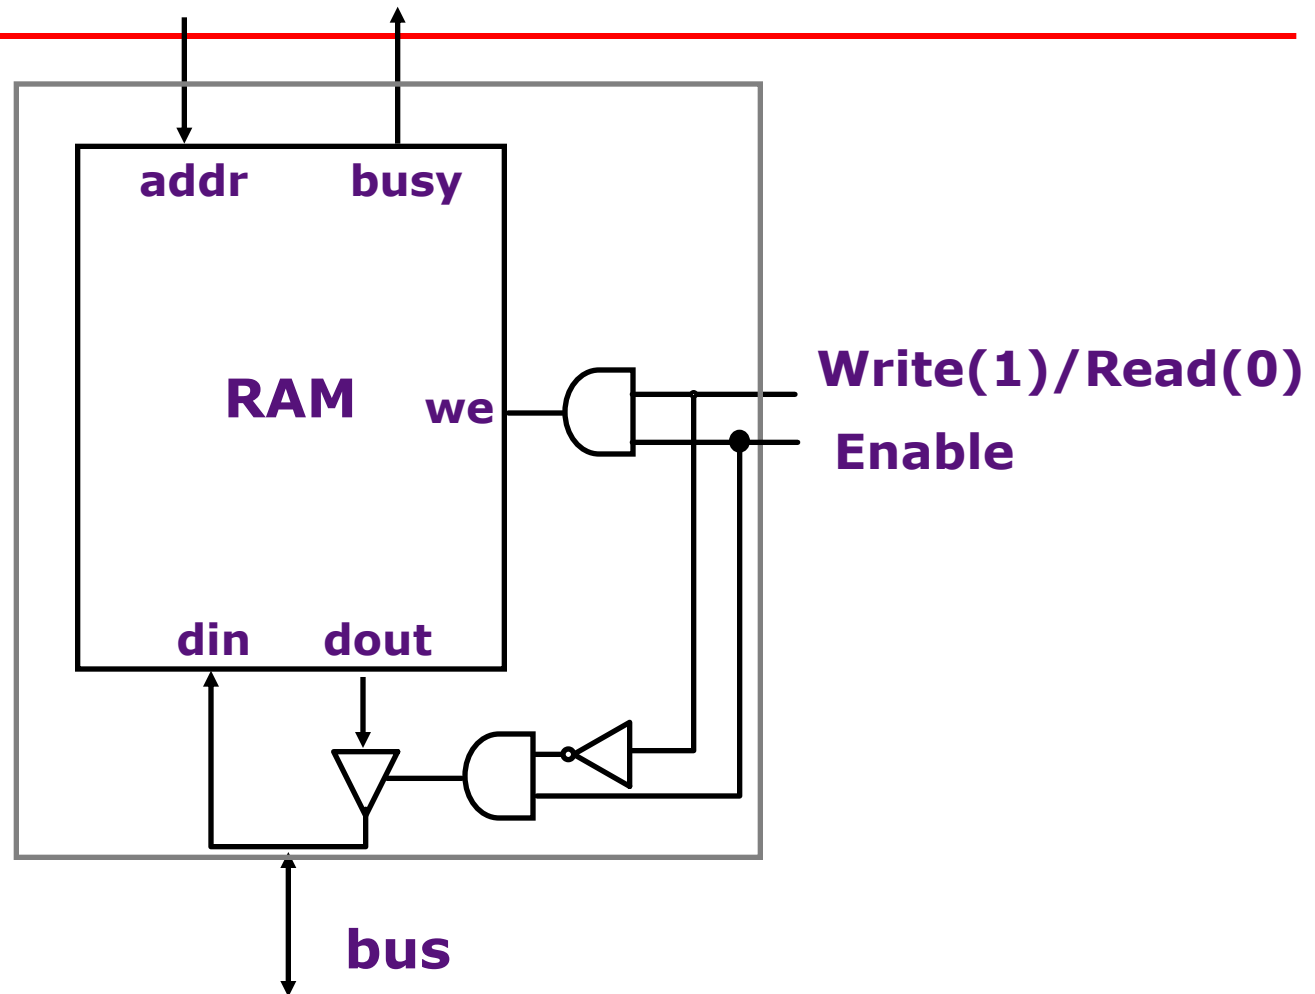 addr busy
Write(1)/Read(0)
RAM we
Enable
din dout
bus